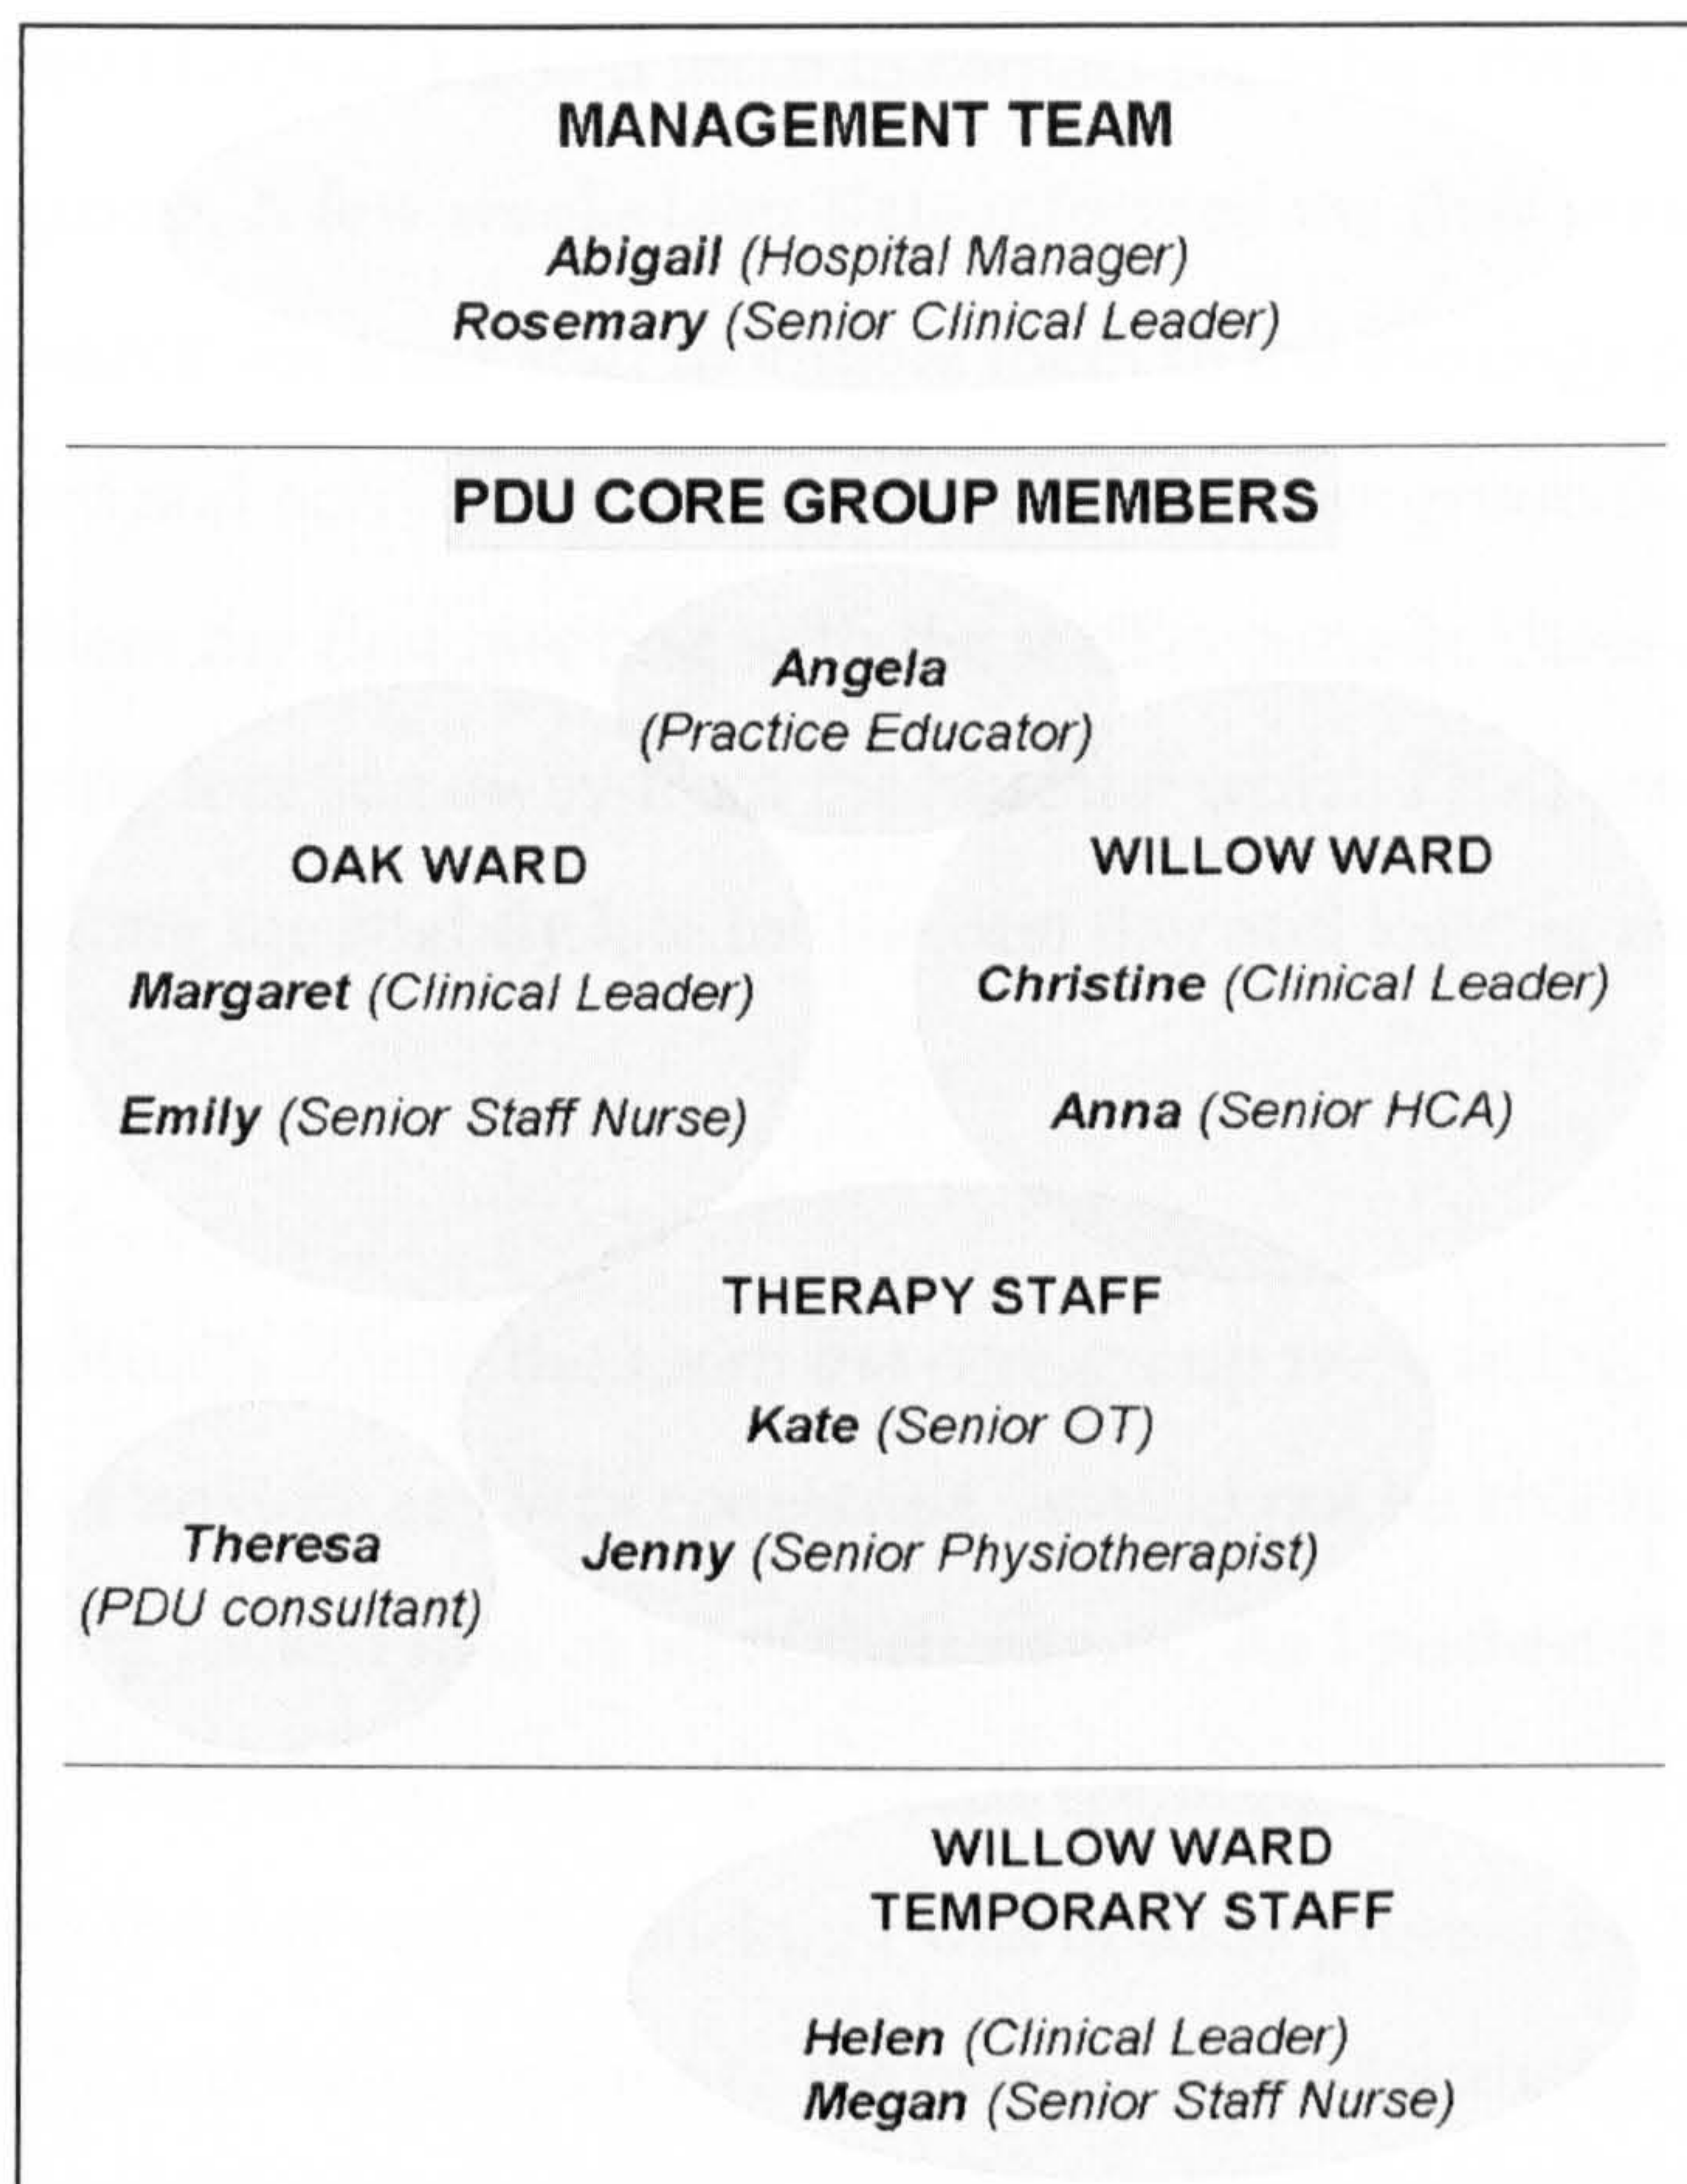 MANAGEMENT TEAM
Abigail (Hospital Manager)
Rosemary (Senior Clinical Leader)
PDU CORE GROUP MEMBERS
Angela
(Practice Educator)
OAK WARD
Margaret (Clinical Leader)
Emily (Senior Staff Nurse)
WILLOW WARD
Christine (Clinical Leader)
Anna (Senior HCA)
THERAPY STAFF
Kate (Senior OT)
Jenny (Senior Physiotherapist)
Theresa
(PDU consultant)
WILLOW WARD
TEMPORARY STAFF
Helen (Clinical Leader)
Megan (Senior Staff Nurse)